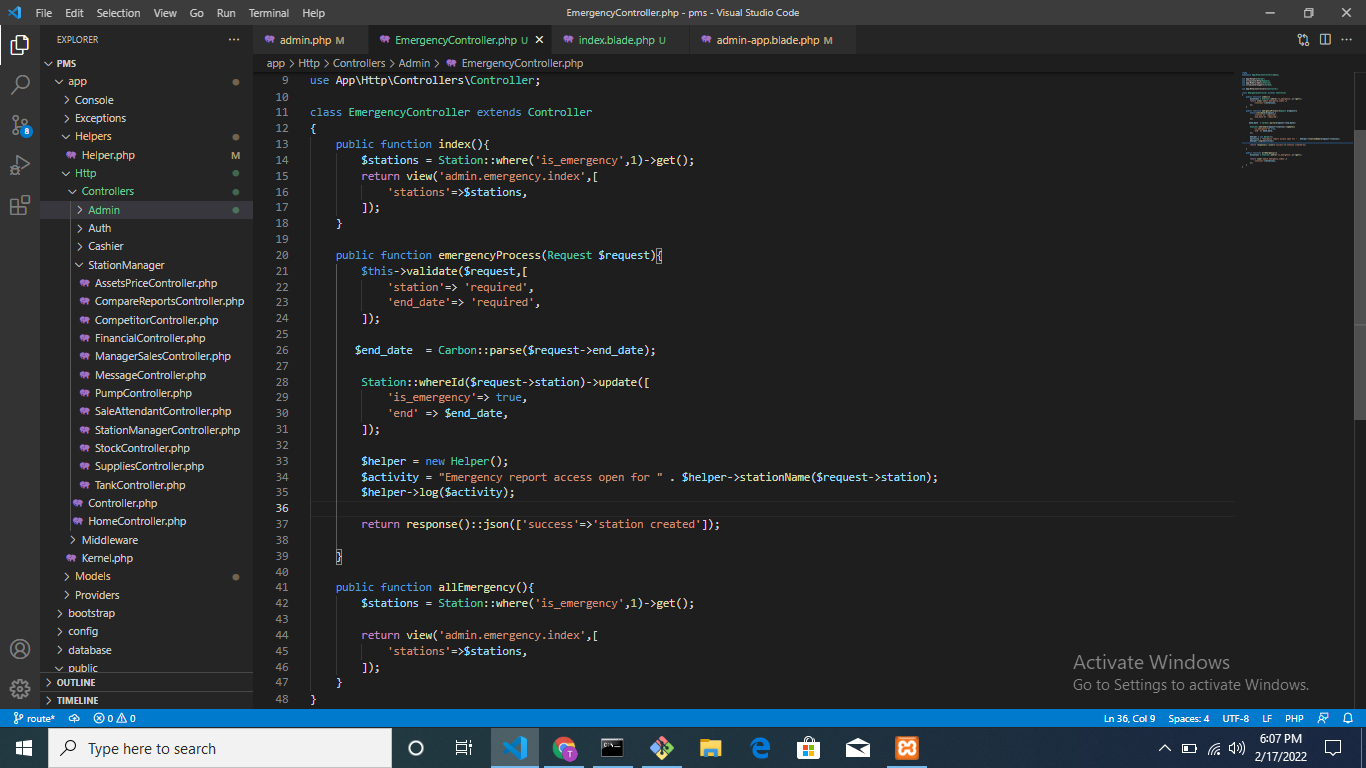 File Edit Selection View Go Run Terminal Help
EmergencyController.php - pms - Visual Studio Code
EXPLORER
PMS
app
Console
Exceptions
Helpers
Helper.php M
Http
Controllers
Admin
Auth
Cashier
StationManager
AssetsPriceController.php
CompareReportsController.php
CompetitorController.php
FinancialController.php
ManagerSalesController.php
MessageController.php
PumpController.php
SaleAttendantController.php
StationManagerController.php
StockController.php
SuppliesController.php
TankController.php
Controller.php
HomeController.php
Middleware
Kernel.php
Models
Providers
bootstrap
config
database
public
OUTLINE
TIMELINE
8
admin.php M
EmergencyController.php U
index.blade.php U
admin-app.blade.php M
app > Http > Controllers > Admin > EmergencyController.php
9 use App\Http\Controllers\Controller;
10
11 class EmergencyController extends Controller
12 {
13 public function index(){
14 $stations = Station::where('is_emergency',1)->get();
15 return view('admin.emergency.index',[
16 'stations'=>$stations,
17 ]);
18 }
19
20 public function emergencyProcess(Request $request){
21 $this->validate($request,[
22 'station'=> 'required',
23 'end_date'=> 'required',
24 ]);
25
26 $end_date  = Carbon::parse($request->end_date);
27
28 Station::whereId($request->station)->update([
29 'is_emergency'=> true,
30 'end' => $end_date,
31 ]);
32
33 $helper = new Helper();
34 $activity = "Emergency report access open for " . $helper->stationName($request->station);
35 $helper->log($activity);
36
37 return response()::json(['success'=>'station created']);
38
39 }
40
41 public function allEmergency(){
42 $stations = Station::where('is_emergency',1)->get();
43
44 return view('admin.emergency.index',[
45 'stations'=>$stations,
46 ]);
47 }
48 }
Activate Windows
Go to Settings to activate Windows.
route* 0 0
Ln 36, Col 9 Spaces: 4 UTF-8 LF PHP
Type here to search
T
6:07 PM
2/17/2022